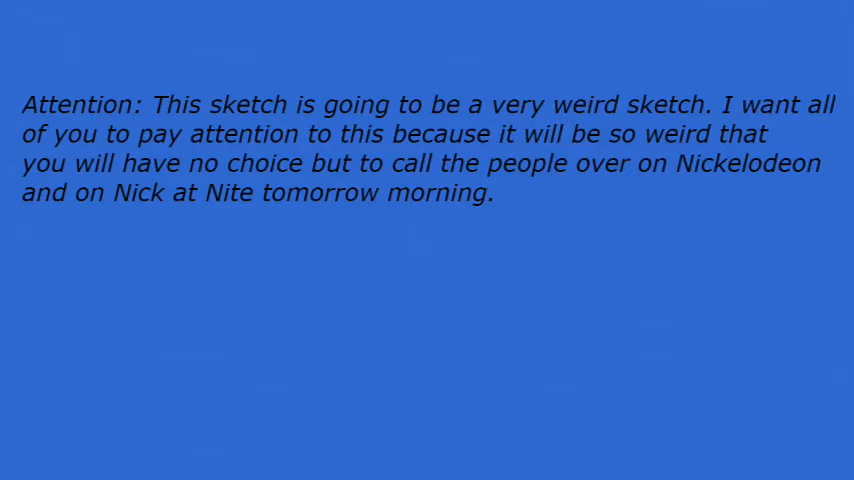 Attention: This sketch is going to be a very weird sketch. I want all
of you to pay attention to this because it will be so weird that
you will have no choice but to call the people over on Nickelodeon
and on Nick at Nite tomorrow morning.